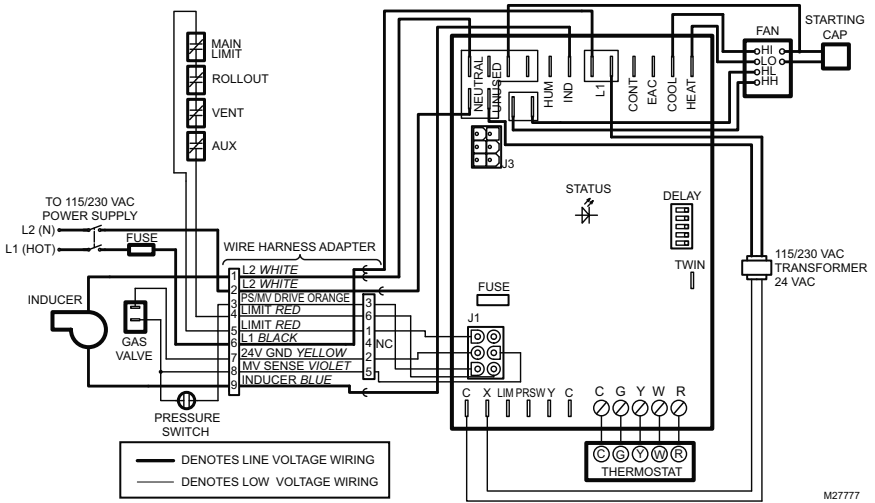 MAIN
LIMIT
ROLLOUT
VENT
AUX
TO 115/230 VAC
POWER SUPPLY
L2 (N)
L1 (HOT)
FUSE
WIRE HARNESS ADAPTER
INDUCER
GAS
VALVE
PRESSURE
SWITCH
1 L2 WHITE
2 L2 WHITE
3 PS/MV DRIVE ORANGE
4 LIMIT RED
5 LIMIT RED
6 L1 BLACK
7 24V GND YELLOW
8 MV SENSE VIOLET
9 INDUCER BLUE
3
6
1
4 NC
2
5
NEUTRAL
UNUSED
HUM
IND
L1
CONT
EAC
COOL
HEAT
J3
STATUS
DELAY
TWIN
FUSE
J1
C X LIM PRSW Y C
C G Y W R
C G Y W R
THERMOSTAT
FAN
HI
LO
HL
HH
STARTING
CAP
115/230 VAC
TRANSFORMER
24 VAC
DENOTES LINE VOLTAGE WIRING
DENOTES LOW VOLTAGE WIRING
M27777